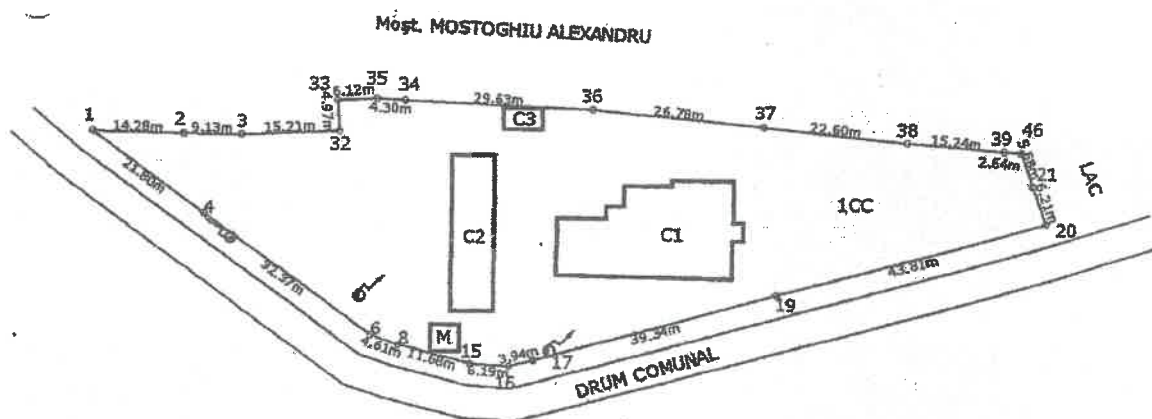 Moşt. MOSTOGHIU ALEXANDRU
33 6.12m 35 34
4.97m 4.30m 29.63m 36
C3
1 14.28m 2 9.13m 3 15.21m 32
26.78m 37
22.60m 38
15.24m 39 46
2.64m
21
6.21m
LAC
20
21.80m
4
1CC
C2
C1
32.37m
43.81m
19
6
4.61m
8
M
11.68m
15
6.19m
16
3.94m
17
39.34m
DRUM COMUNAL